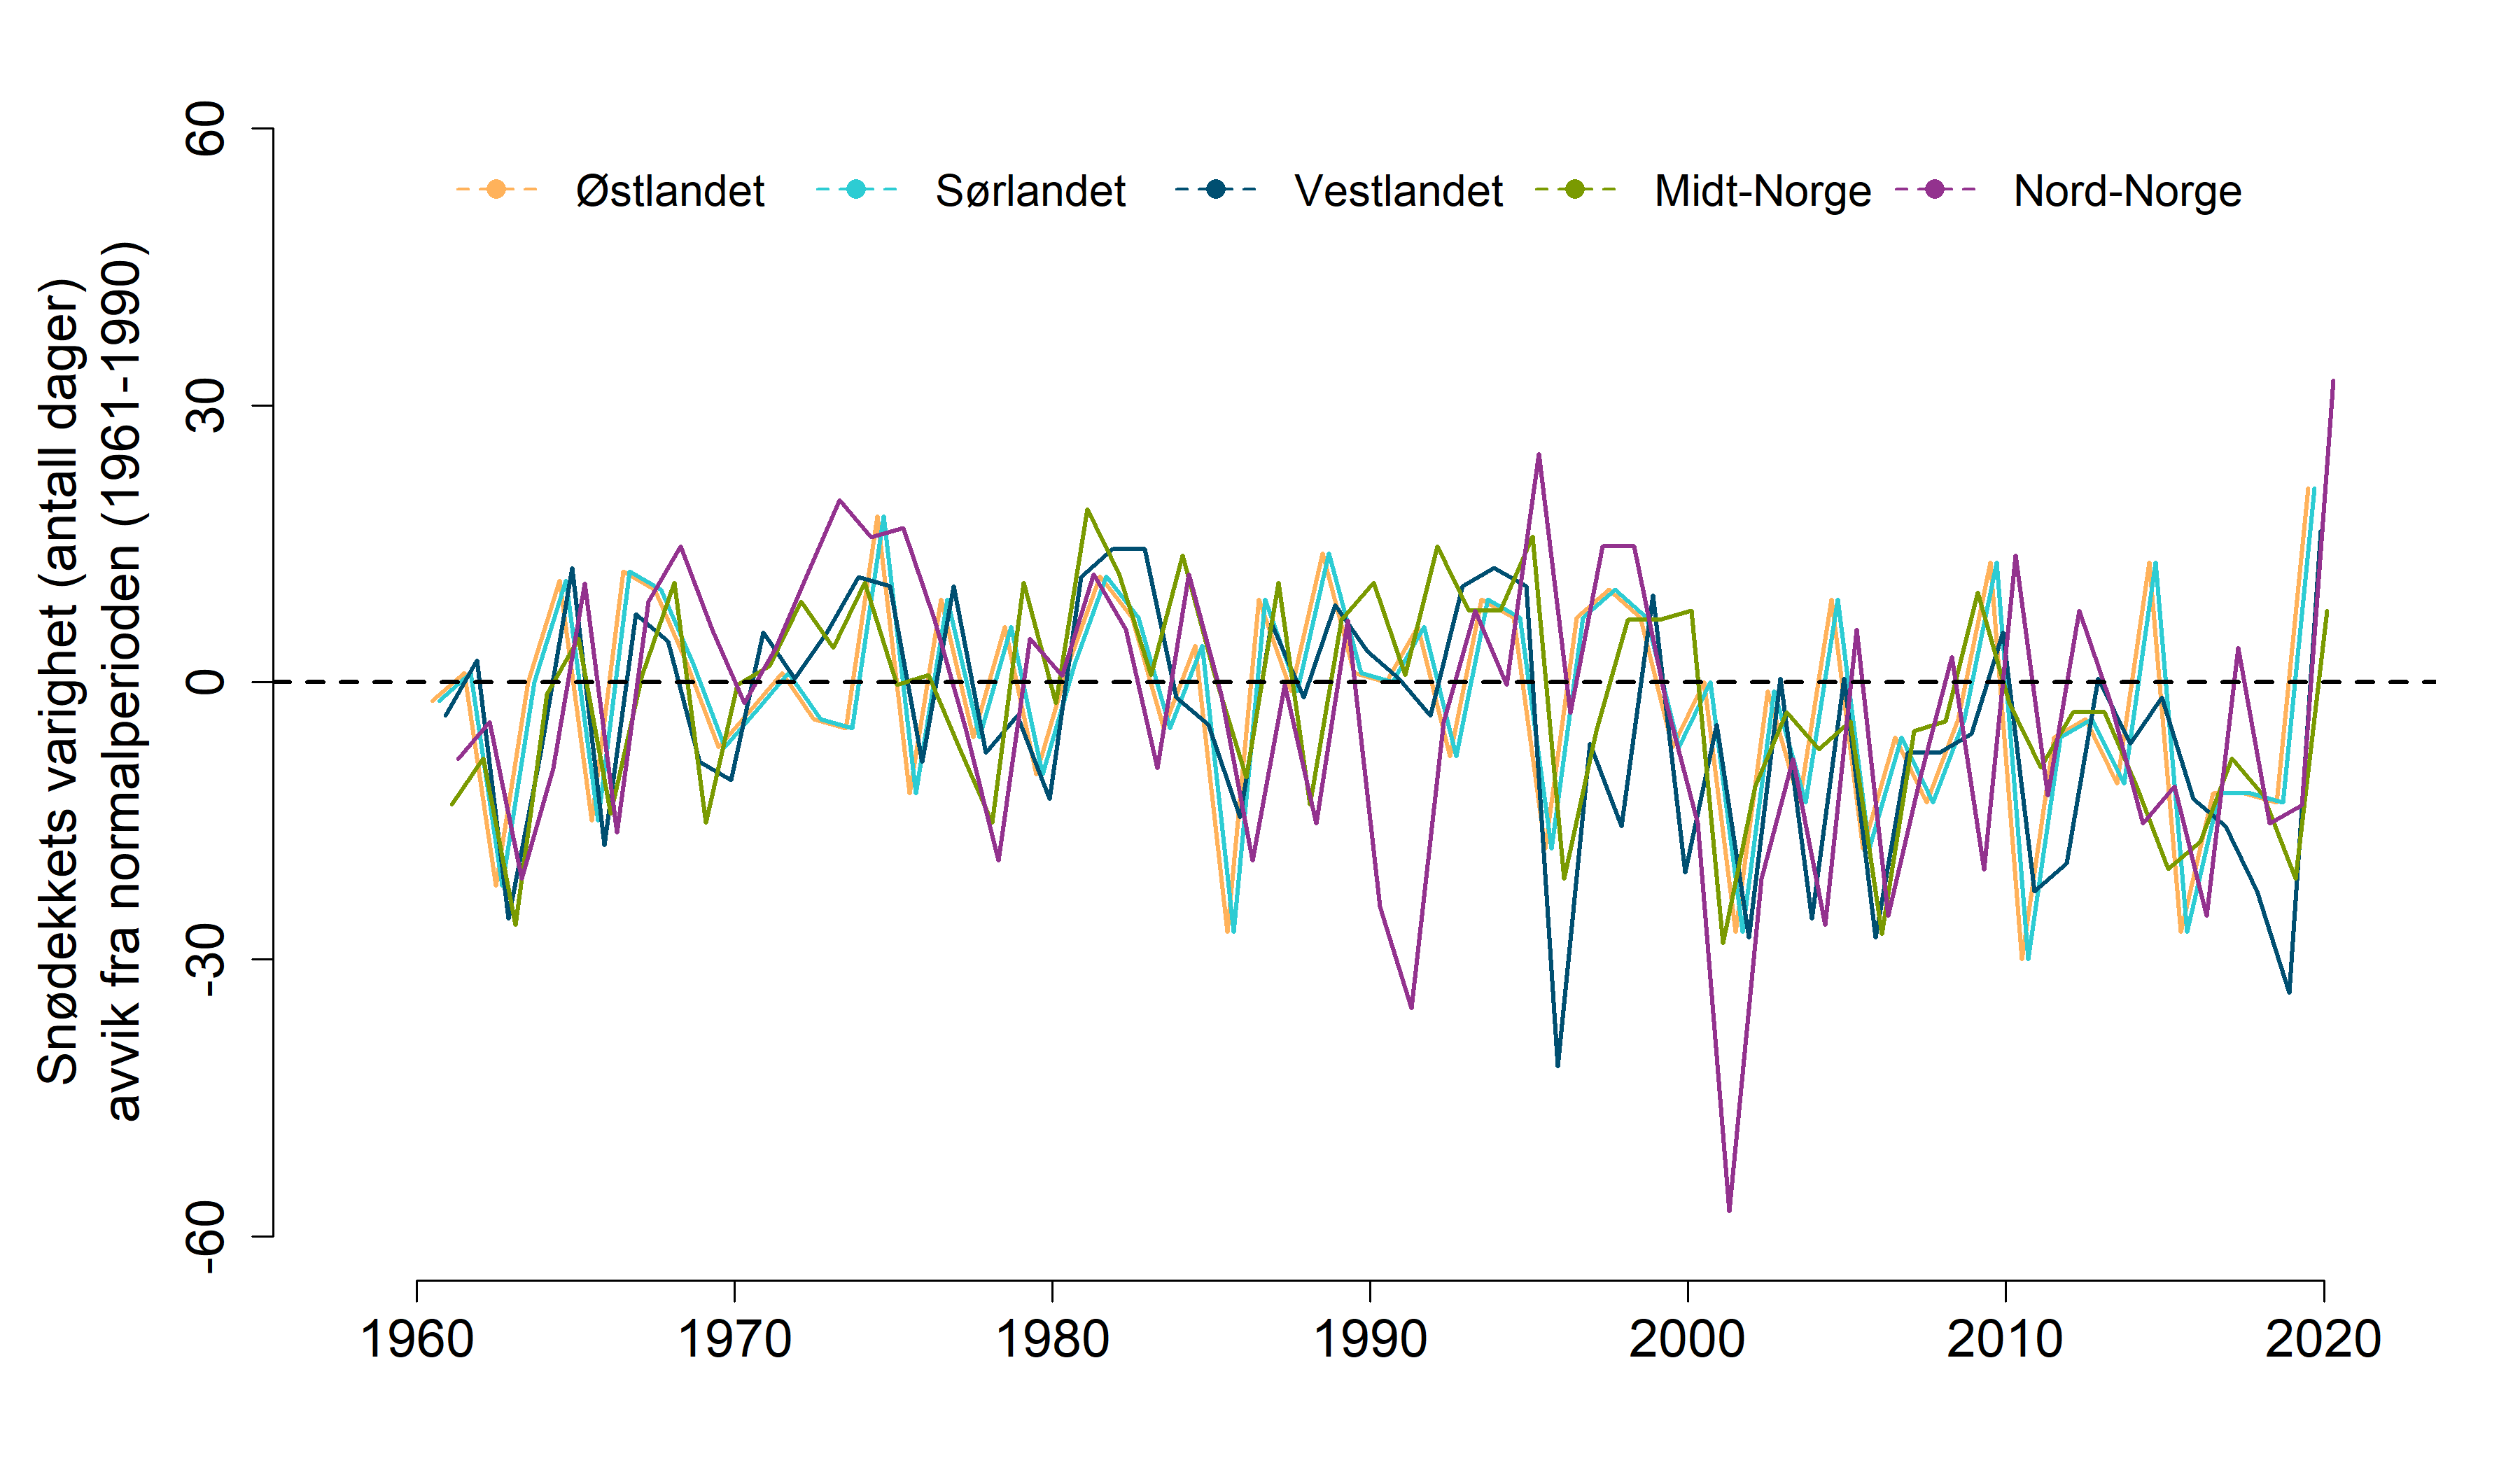 Snødekkets varighet (antall dager)
avvik fra normalperioden (1961-1990)
60
30
0
-30
-60
Østlandet Sørlandet Vestlandet Midt-Norge Nord-Norge
1960 1970 1980 1990 2000 2010 2020